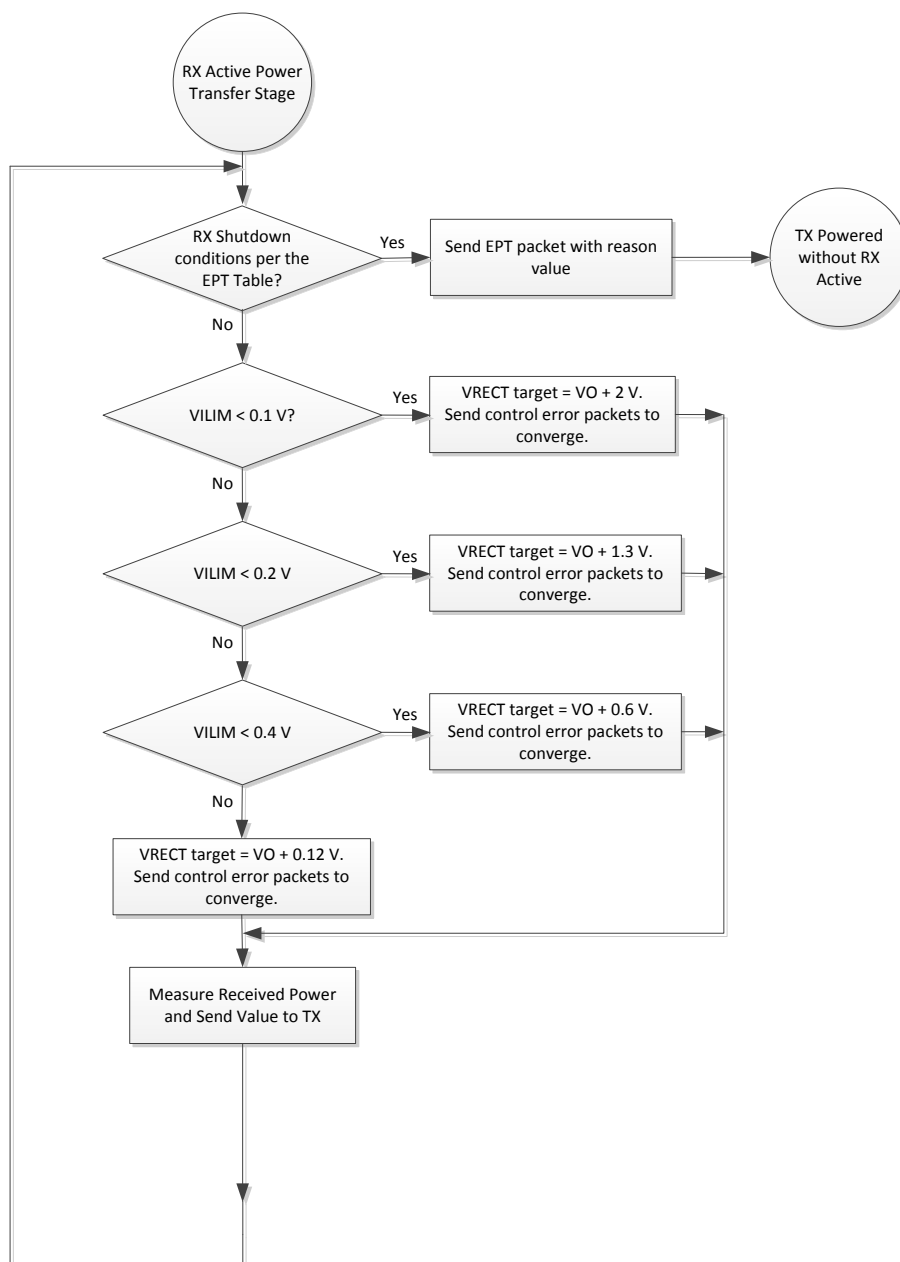 RX Active Power
Transfer Stage
RX Shutdown
conditions per the
EPT Table?
Yes
Send EPT packet with reason
value
TX Powered
without RX
Active
No
VILIM < 0.1 V?
Yes
VRECT target = VO + 2 V.
Send control error packets to
converge.
No
VILIM < 0.2 V
Yes
VRECT target = VO + 1.3 V.
Send control error packets to
converge.
No
VILIM < 0.4 V
Yes
VRECT target = VO + 0.6 V.
Send control error packets to
converge.
No
VRECT target = VO + 0.12 V.
Send control error packets to
converge.
Measure Received Power
and Send Value to TX